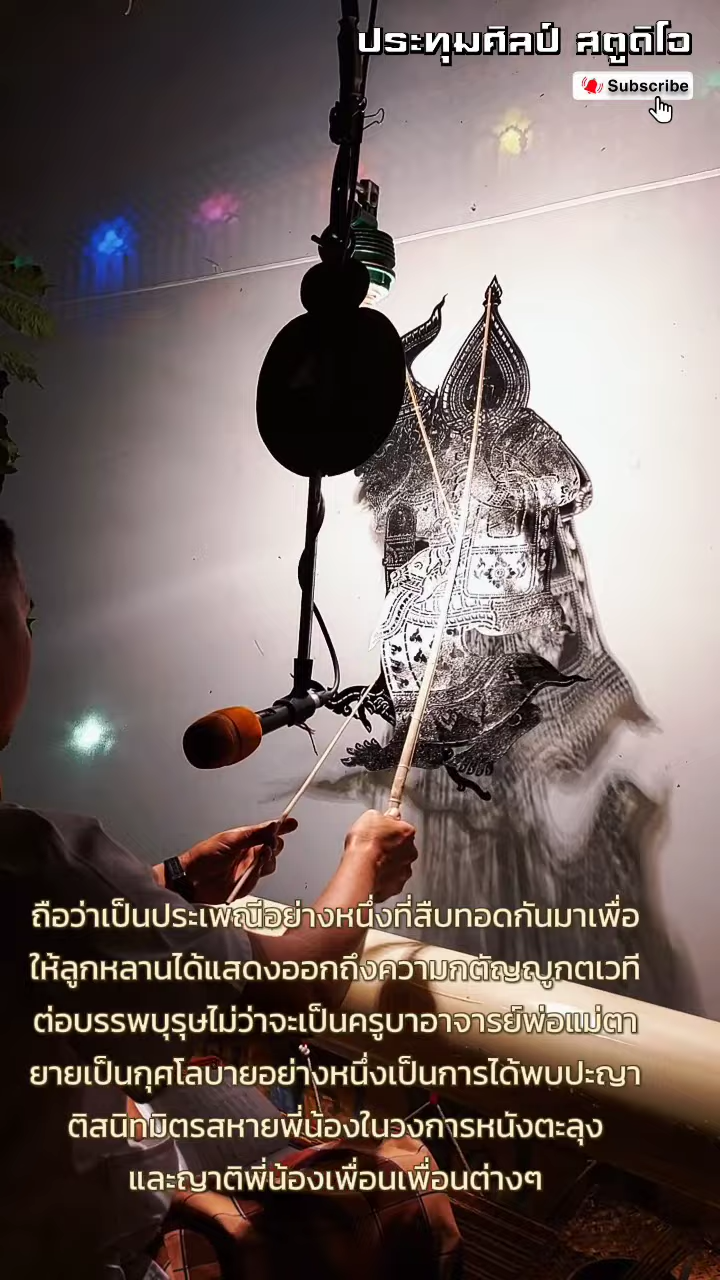 ประทุมศิลป์ สตูดิโอ
Subscribe
ถือว่าเป็นประเพณีอย่างหนึ่งที่สืบทอดกันมาเพื่อ
ให้ลูกหลานได้แสดงออกถึงความกตัญญูกตเวที
ต่อบรรพบุรุษไม่ว่าจะเป็นครูบาอาจารย์พ่อแม่ตา
ยายเป็นกุศโลบายอย่างหนึ่งเป็นการได้พบปะญา
ติสนิทมิตรสหายพี่น้องในวงการหนังตะลุง
และญาติพี่น้องเพื่อนเพื่อนต่างๆ